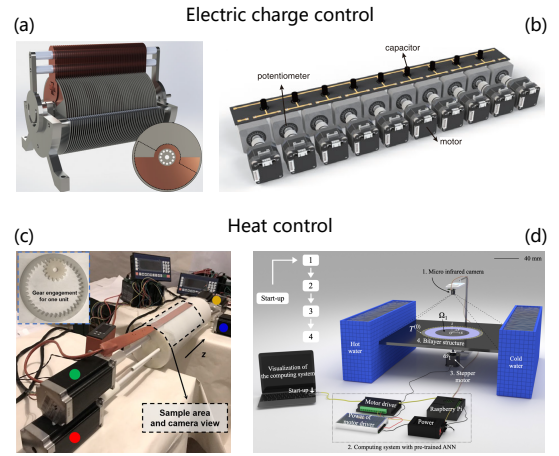 Electric charge control
(a)
(b)
capacitor
potentiometer
motor
Heat control
(c)
(d)
Gear engagement
for one unit
z
Sample area
and camera view
40 mm
1
2
3
4
Start-up
1. Micro infrared camera
Hot
water
Cold
water
4. Bilayer structure
3. Stepper
motor
Visualization of
the computing system
Start-up
Motor driver
Raspberry Pi
Power of
motor driver
Power
2. Computing system with pre-trained ANN